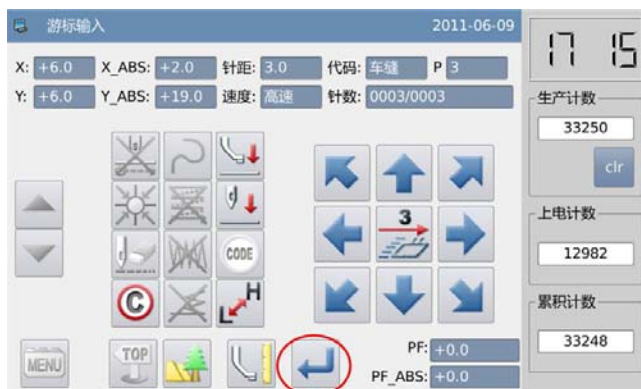 游标输入 2011-06-09
17 15
X: +6.0 X_ABS: +2.0 针距: 3.0 代码: 车缝 P 3
Y: +6.0 Y_ABS: +19.0 速度: 高速 针数: 0003/0003
生产计数
33250
clr
上电计数
12982
累积计数
33248
3
CODE
C
H
L
MENU
TOP
PF: +0.0
PF_ABS: +0.0